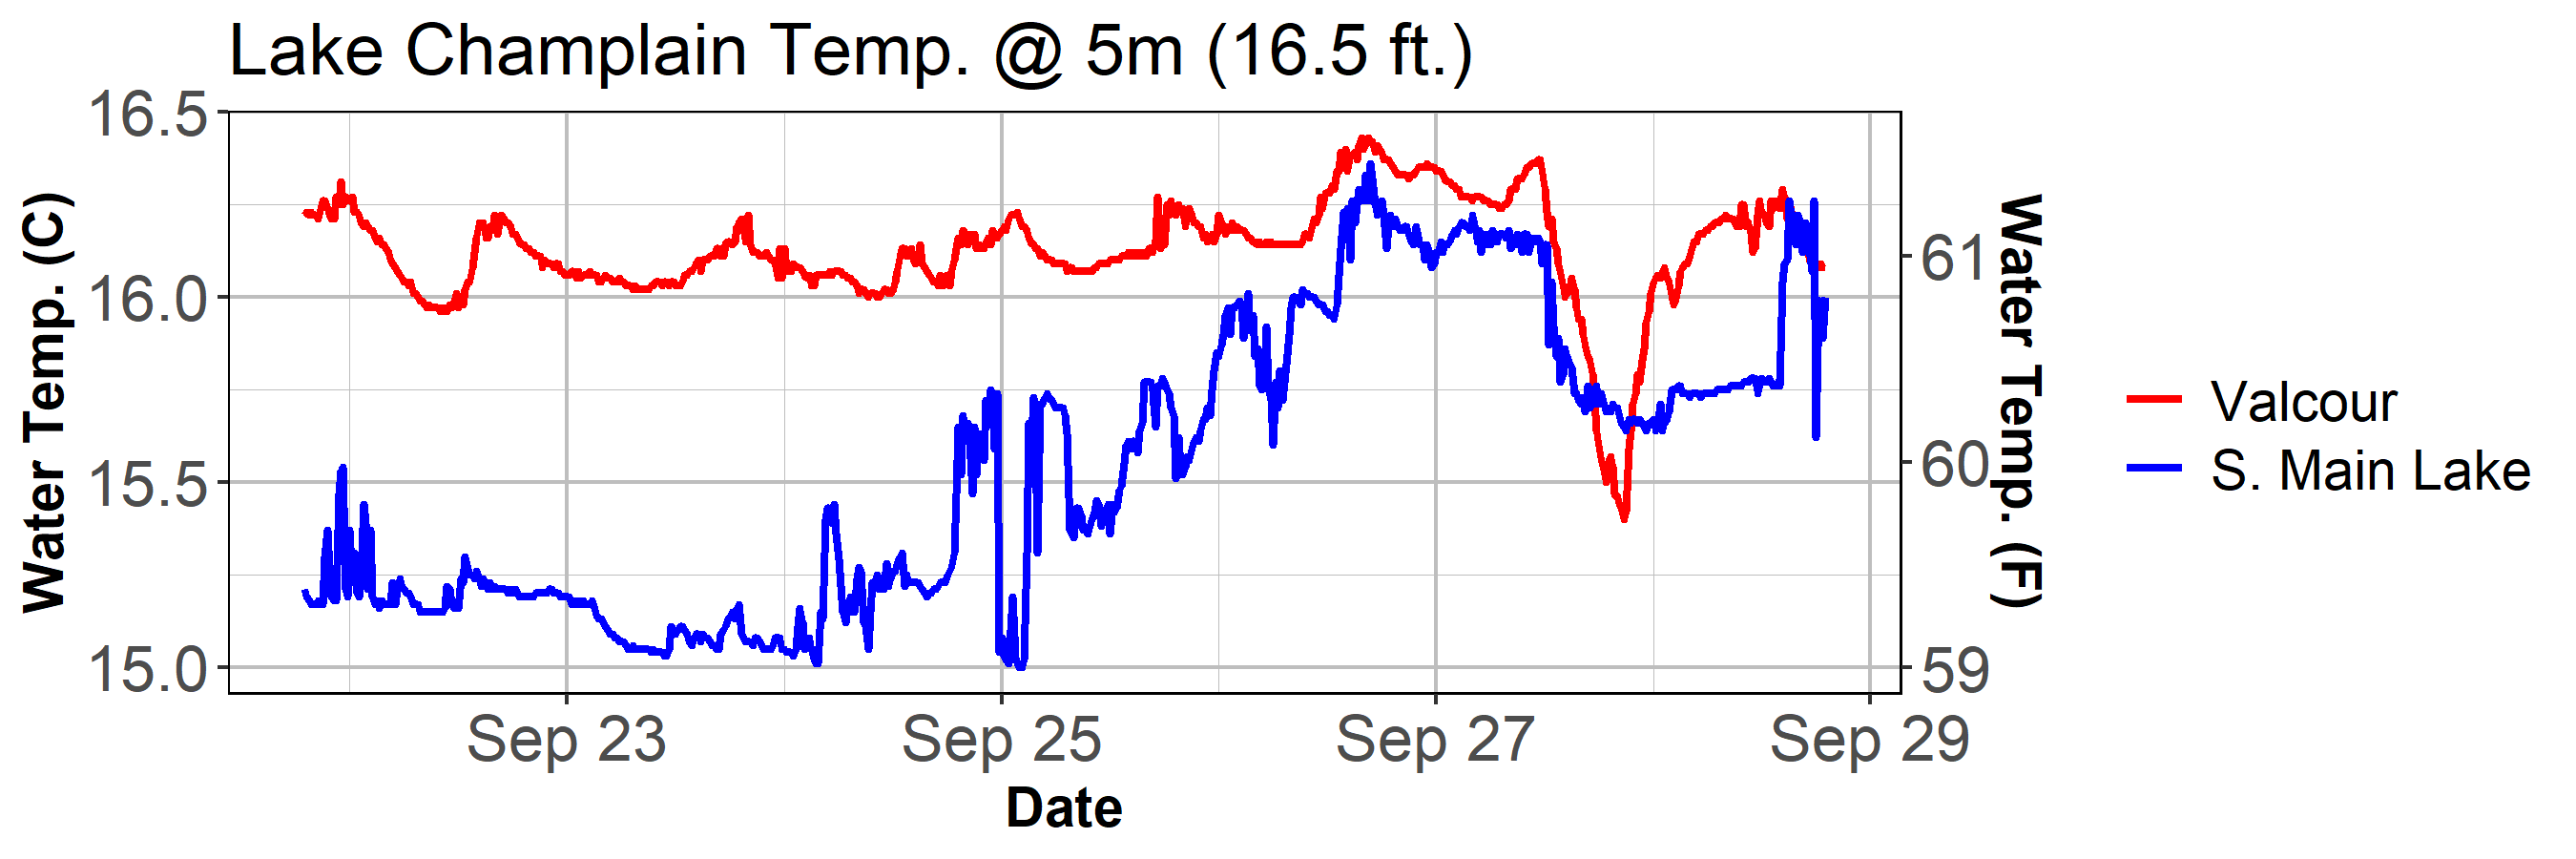 Lake Champlain Temp. @ 5m (16.5 ft.)
Water Temp. (C)
16.5
16.0
15.5
15.0
Water Temp. (F)
61
60
59
Sep 23 Sep 25 Sep 27 Sep 29
Date
Valcour
S. Main Lake